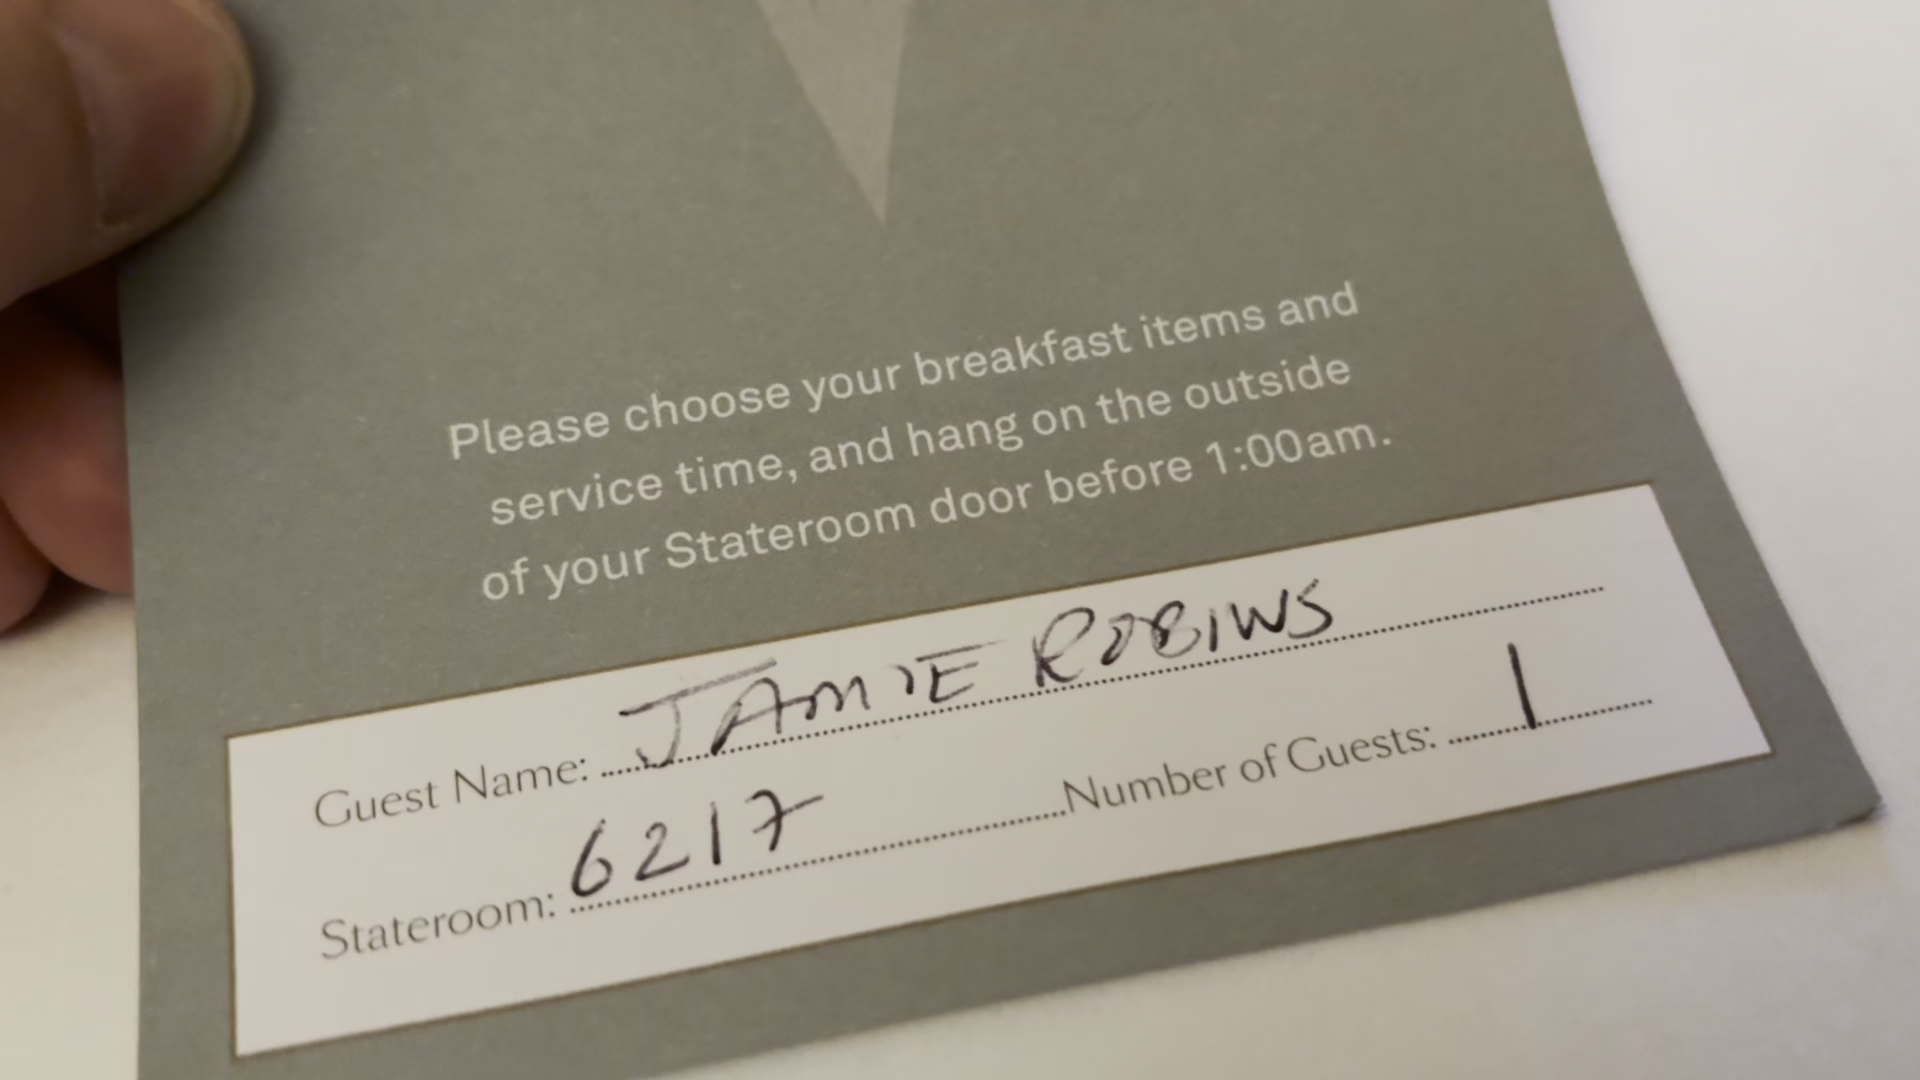 Please choose your breakfast items and
service time, and hang on the outside
of your Stateroom door before 1:00am.
Guest Name: JAMIE ROBINS
Stateroom: 6217 Number of Guests: 1